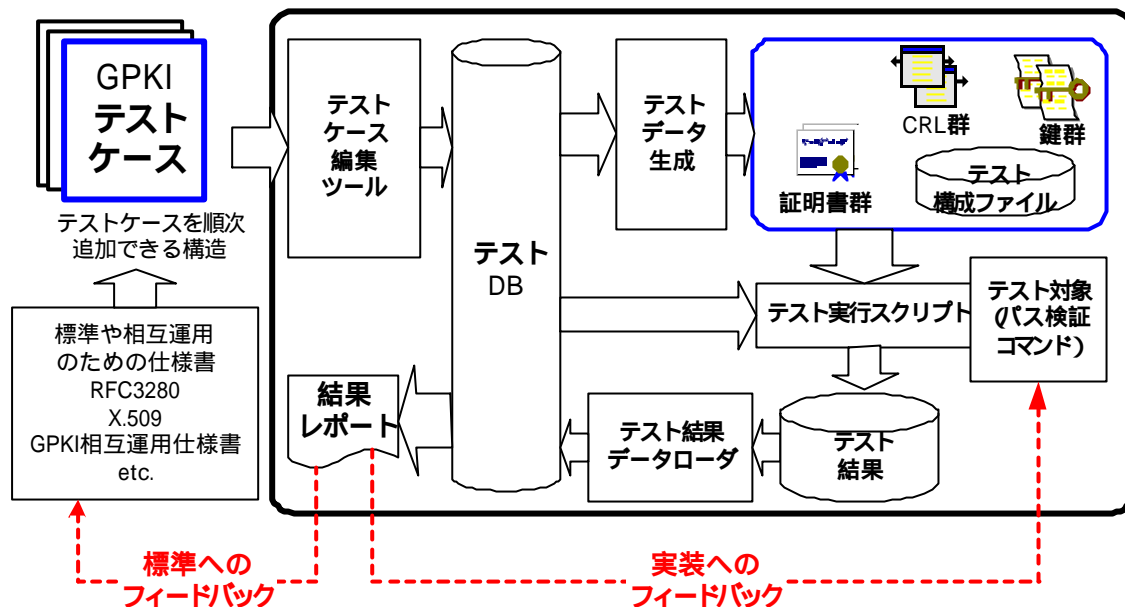 GPKI
テスト
ケース
テストケースを順次
追加できる構造
標準や相互運用
のための仕様書
RFC3280
X.509
GPKI相互運用仕様書
etc.
テスト
ケース
編集
ツール
テスト
DB
テスト
データ
生成
CRL群
鍵群
証明書群
テスト
構成ファイル
テスト実行スクリプト
テスト対象
(パス検証
コマンド)
結果
レポート
テスト結果
データローダ
テスト
結果
標準への
フィードバック
実装への
フィードバック